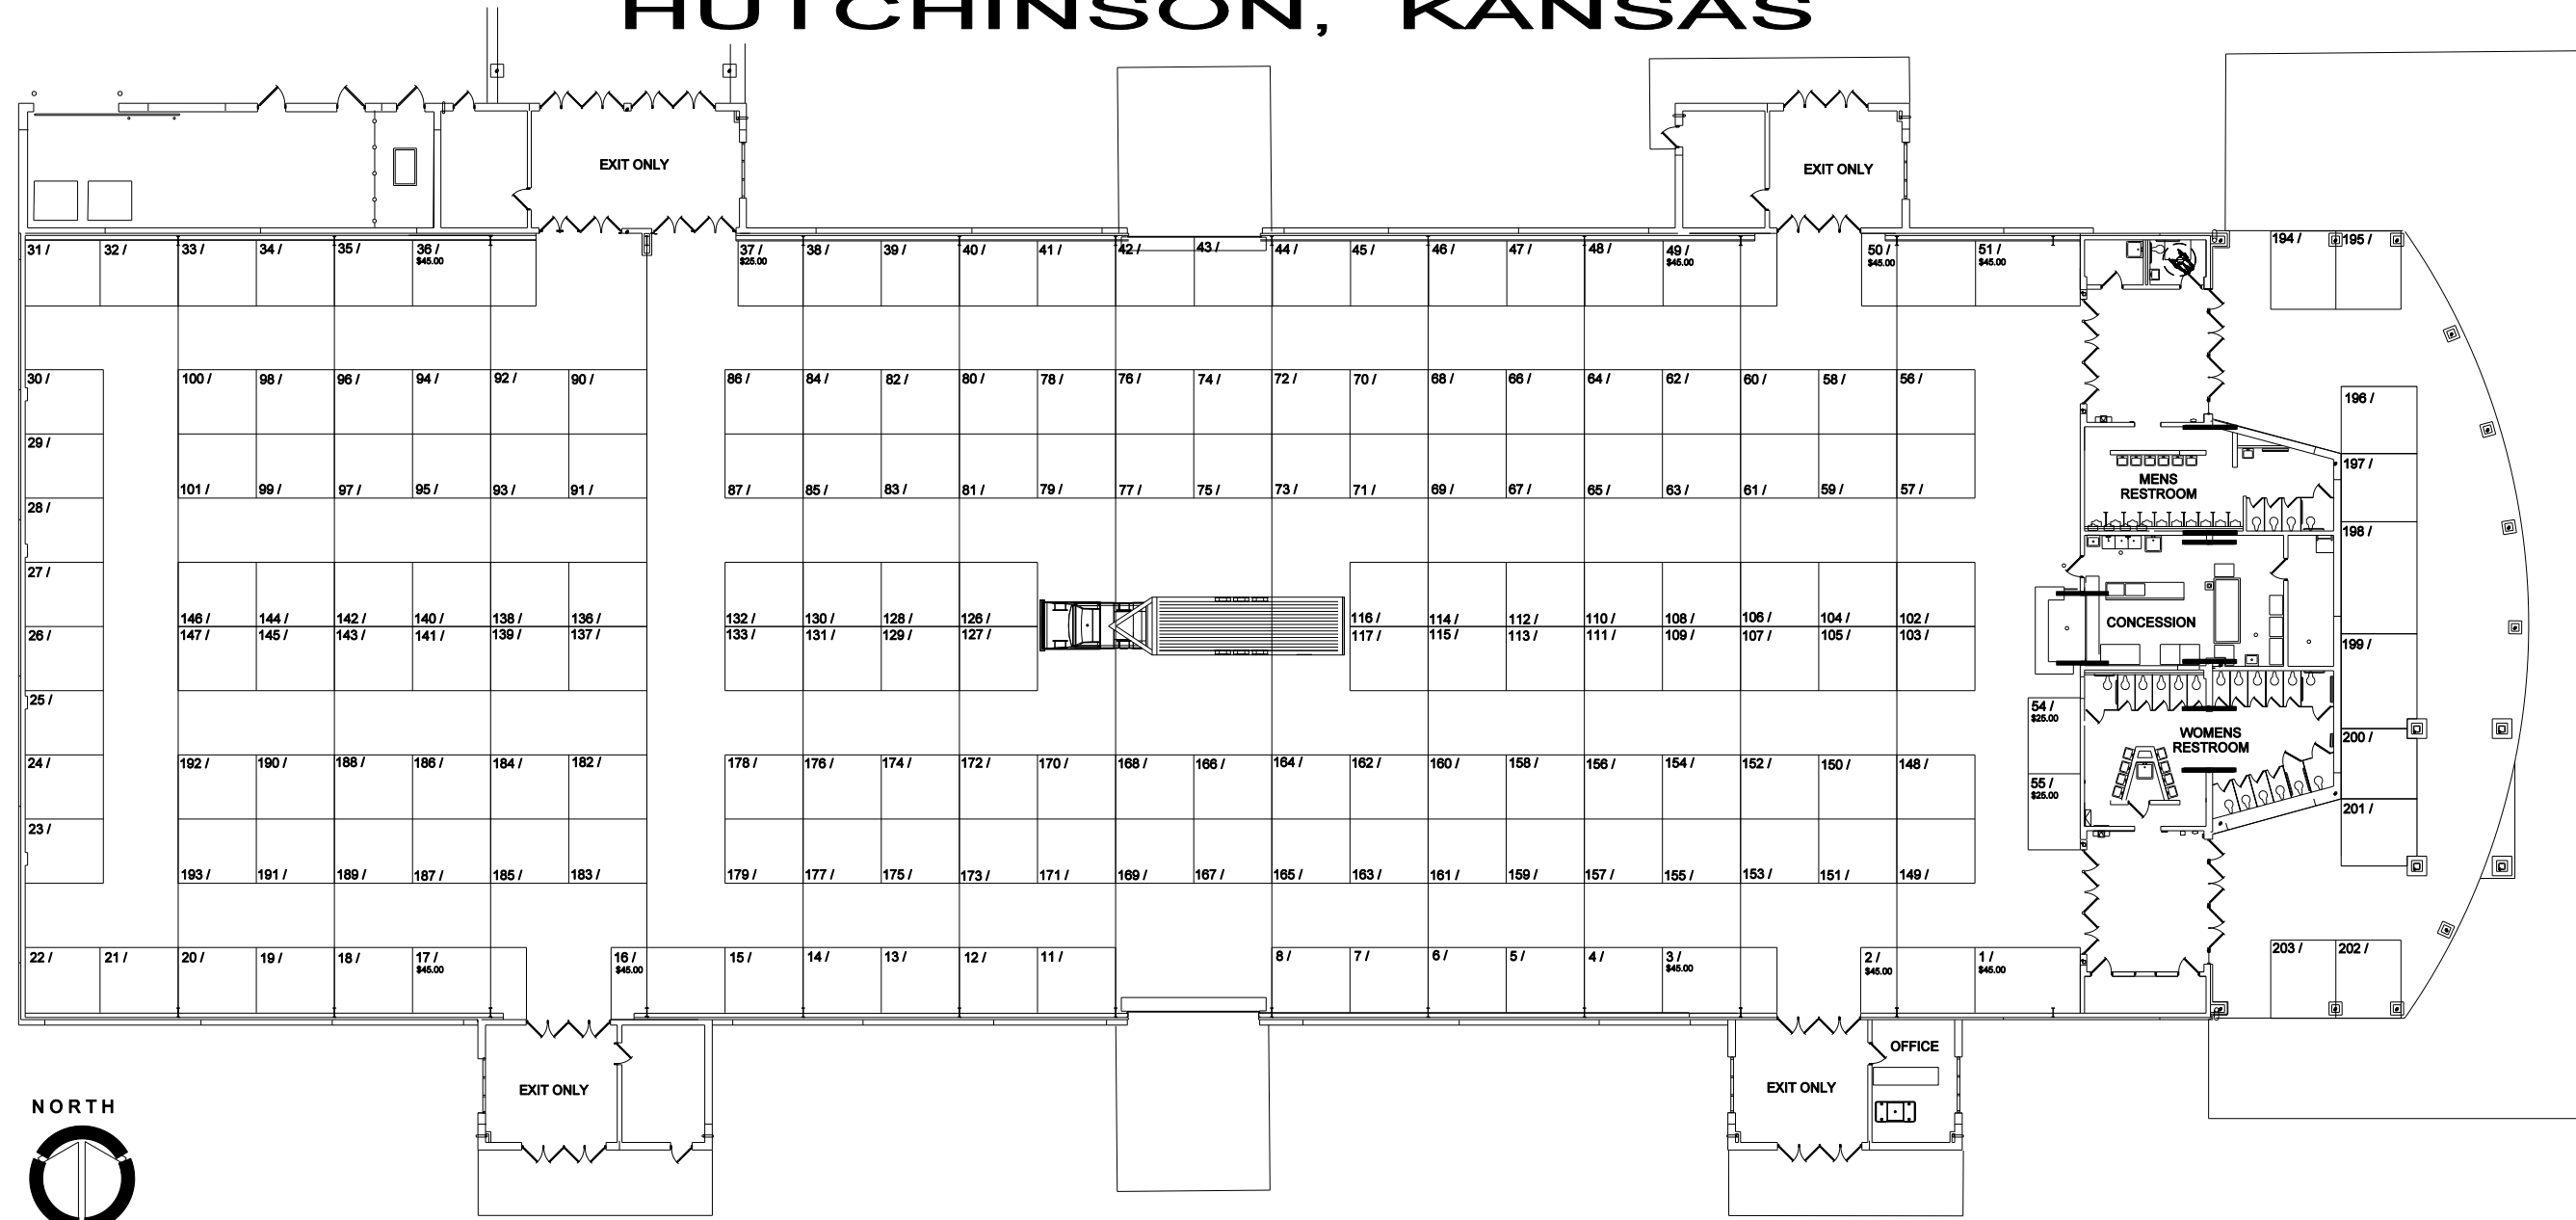 HUTCHINSON, KANSAS
EXIT ONLY
EXIT ONLY
31 / 32 / 33 / 34 / 35 / 36 / 37 / 38 / 39 / 40 / 41 / 42 / 43 / 44 / 45 / 46 / 47 / 48 / 49 / 50 / 51 / 194 / 195 /
$45.00 $25.00 $45.00 $45.00 $45.00
30 / 100 / 98 / 96 / 94 / 92 / 90 / 86 / 84 / 82 / 80 / 78 / 76 / 74 / 72 / 70 / 68 / 66 / 64 / 62 / 60 / 58 / 56 / 196 /
29 / 197 /
101 / 99 / 97 / 95 / 93 / 91 / 87 / 85 / 83 / 81 / 79 / 77 / 75 / 73 / 71 / 69 / 67 / 65 / 63 / 61 / 59 / 57 /
MENS
RESTROOM
28 / 198 /
27 /
146 / 144 / 142 / 140 / 138 / 136 / 132 / 130 / 128 / 126 / 116 / 114 / 112 / 110 / 108 / 106 / 104 / 102 /
CONCESSION
26 / 147 / 145 / 143 / 141 / 139 / 137 / 133 / 131 / 129 / 127 / 117 / 115 / 113 / 111 / 109 / 107 / 105 / 103 / 199 /
25 / 54 /
$25.00
WOMENS
RESTROOM
200 /
24 / 192 / 190 / 188 / 186 / 184 / 182 / 178 / 176 / 174 / 172 / 170 / 168 / 166 / 164 / 162 / 160 / 158 / 156 / 154 / 152 / 150 / 148 /
55 /
$25.00
201 /
23 /
193 / 191 / 189 / 187 / 185 / 183 / 179 / 177 / 175 / 173 / 171 / 169 / 167 / 165 / 163 / 161 / 159 / 157 / 155 / 153 / 151 / 149 /
22 / 21 / 20 / 19 / 18 / 17 / 16 / 15 / 14 / 13 / 12 / 11 / 8 / 7 / 6 / 5 / 4 / 3 / 2 / 1 / 203 / 202 /
$45.00 $45.00 $45.00 $45.00 $45.00
OFFICE
EXIT ONLY
EXIT ONLY
NORTH